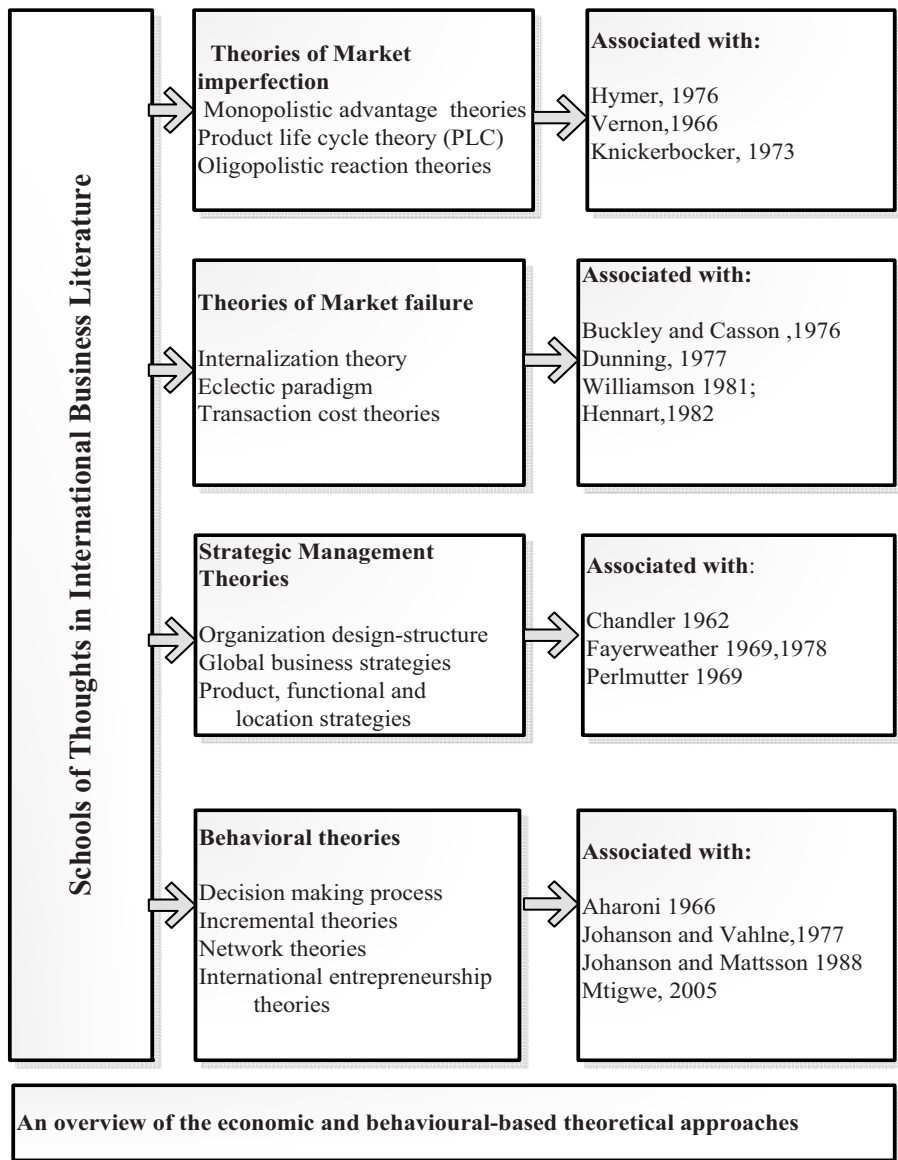 Schools of Thoughts in International Business Literature
Theories of Market
imperfection
Monopolistic advantage theories
Product life cycle theory (PLC)
Oligopolistic reaction theories
Associated with:
Hymer, 1976
Vernon,1966
Knickerbocker, 1973
Theories of Market failure
Internalization theory
Eclectic paradigm
Transaction cost theories
Associated with:
Buckley and Casson ,1976
Dunning, 1977
Williamson 1981;
Hennart,1982
Strategic Management
Theories
Organization design-structure
Global business strategies
Product, functional and
location strategies
Associated with:
Chandler 1962
Fayerweather 1969,1978
Perlmutter 1969
Behavioral theories
Decision making process
Incremental theories
Network theories
International entrepreneurship
theories
Associated with:
Aharoni 1966
Johanson and Vahlne,1977
Johanson and Mattsson 1988
Mtigwe, 2005
An overview of the economic and behavioural-based theoretical approaches